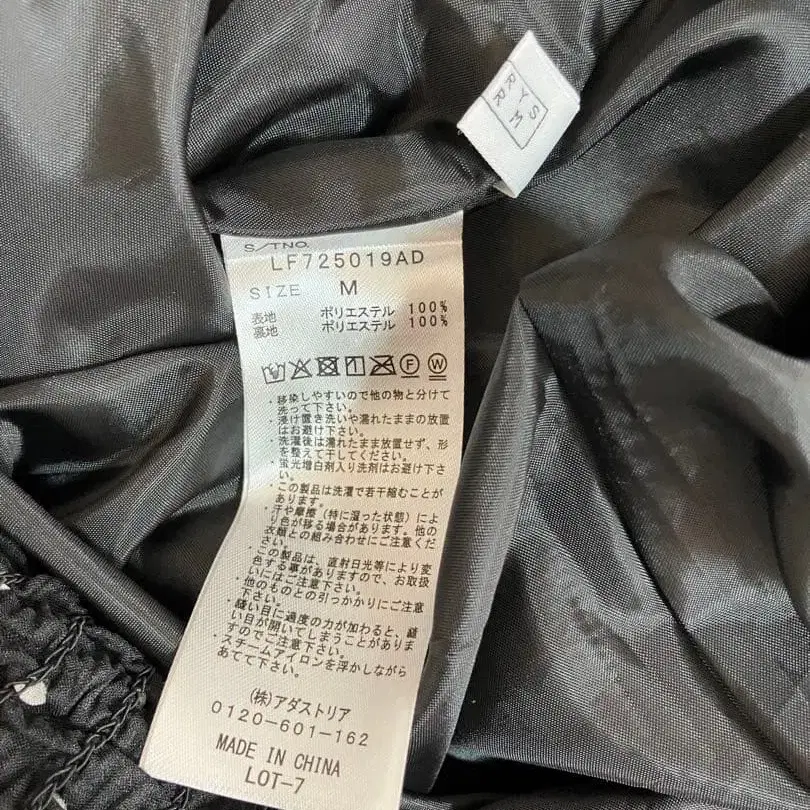 RYS
RM
S/TNO.
LF725019AD
SIZE M
表地 ポリエステル 100%
裏地 ポリエステル 100%
F W
・移染しやすいので他の物と分けて
洗って下さい。
・浸け置き洗いや濡れたままの放置
はお避け下さい。
・洗濯後は濡れたまま放置せず、形
を整えて干してください。
・蛍光増白剤入り洗剤はお避け下さ
い。
・この製品は洗濯で若干縮むことが
あります。
・汗や摩擦（特に湿った状態）によ
り色が移る場合があります。他の
衣類との組み合わせにご注意くだ
さい。
・この製品は、直射日光等により変
色する事がありますので、お取扱
いにはご注意下さい。
・他のものとの引っかかりにご注意
下さい。
・縫い目に過度の力が加わると、縫
い目が開いてしまうことがありま
すのでご注意下さい。
・スチームアイロンを浮かしながら
あてて下さい。
(株)アダストリア
0120-601-162
MADE IN CHINA
LOT-7